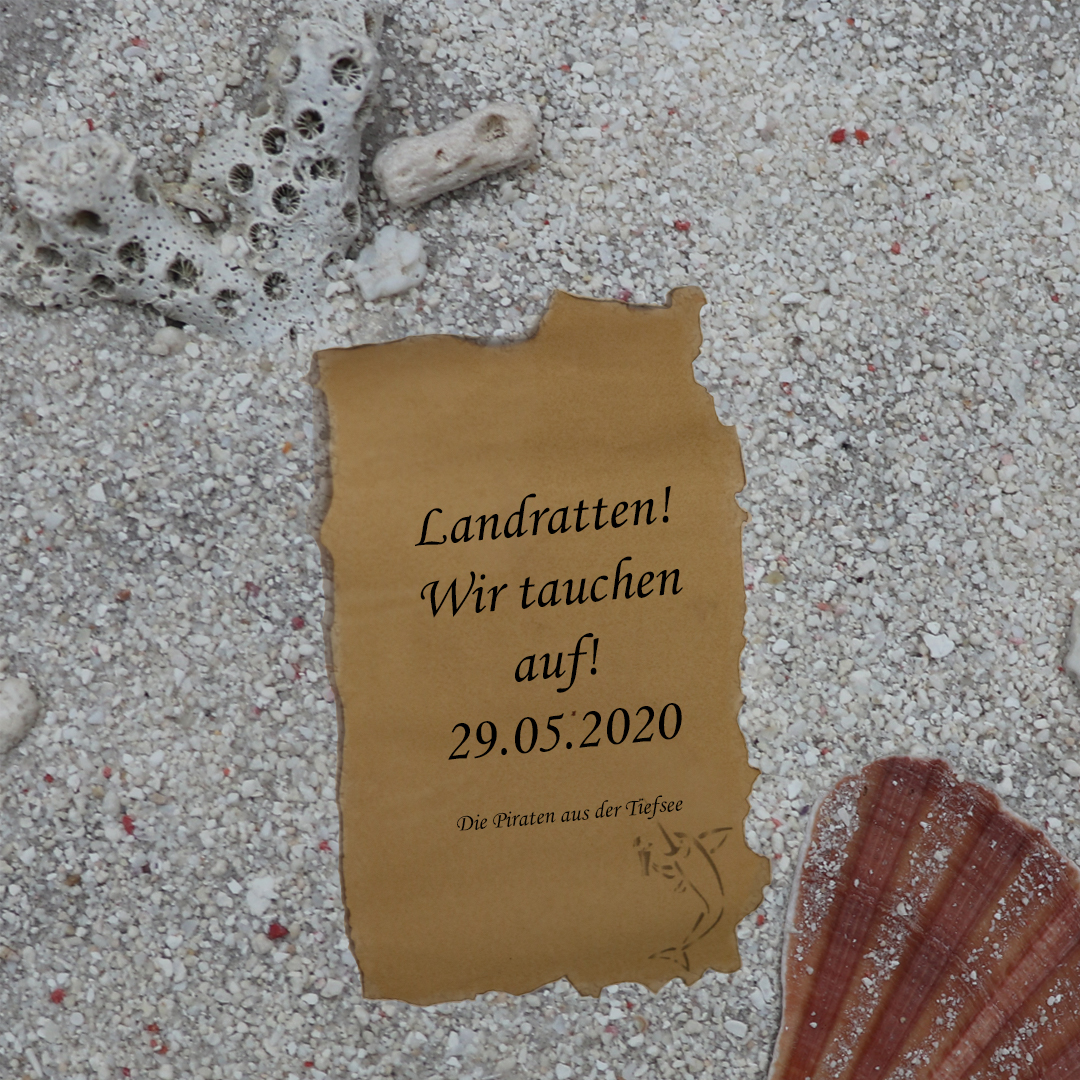 Landratten!
Wir tauchen
auf!
29.05.2020
Die Piraten aus der Tiefsee